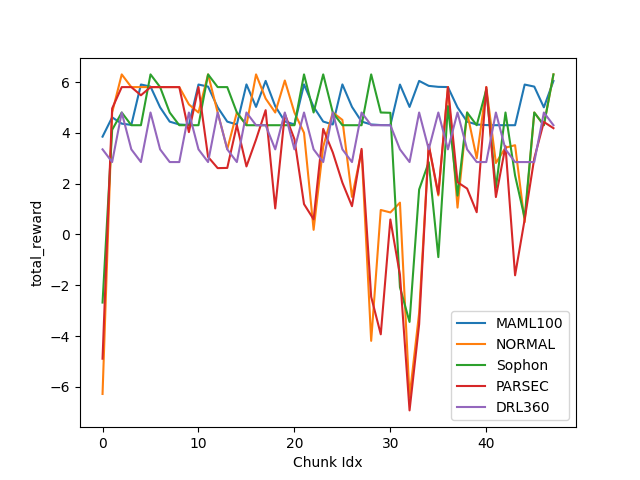 6
4
2
0
−2
−4
−6
total_reward
0
10
20
30
40
Chunk Idx
MAML100
NORMAL
Sophon
PARSEC
DRL360